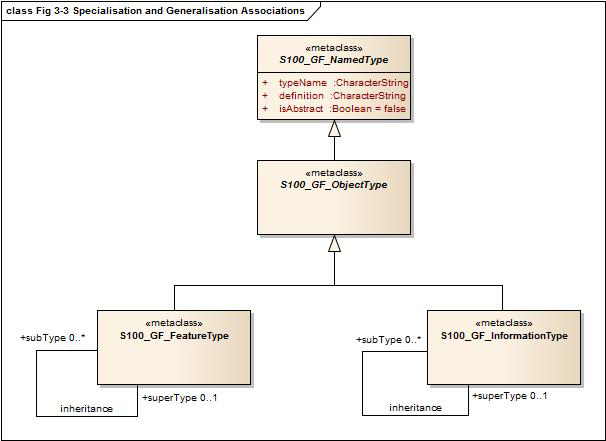 class Fig 3-3 Specialisation and Generalisation Associations
«metaclass»
S100_GF_NamedType
+ typeName :CharacterString
+ definition :CharacterString
+ isAbstract :Boolean = false
«metaclass»
S100_GF_ObjectType
«metaclass»
S100_GF_FeatureType
+subType 0..*
+superType 0..1
inheritance
«metaclass»
S100_GF_InformationType
+subType 0..*
+superType 0..1
inheritance